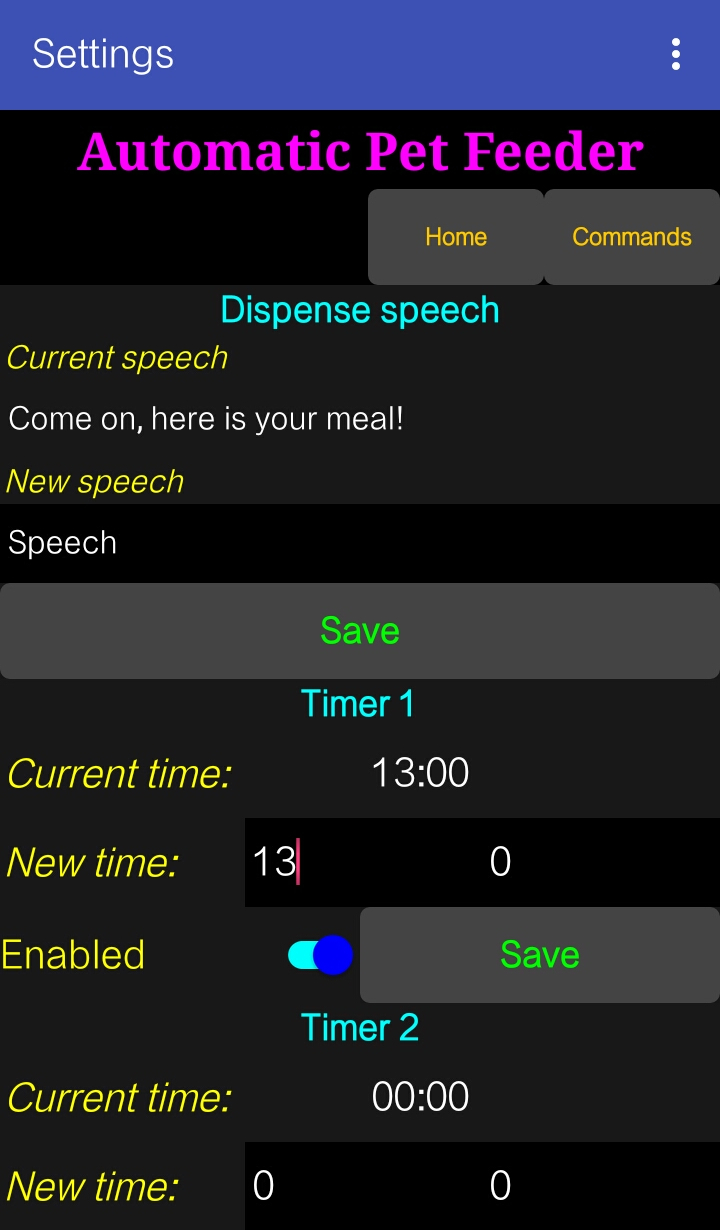 Settings
Automatic Pet Feeder
Home Commands
Dispense speech
Current speech
Come on, here is your meal!
New speech
Speech
Save
Timer 1
Current time: 13:00
New time: 13 0
Enabled Save
Timer 2
Current time: 00:00
New time: 0 0